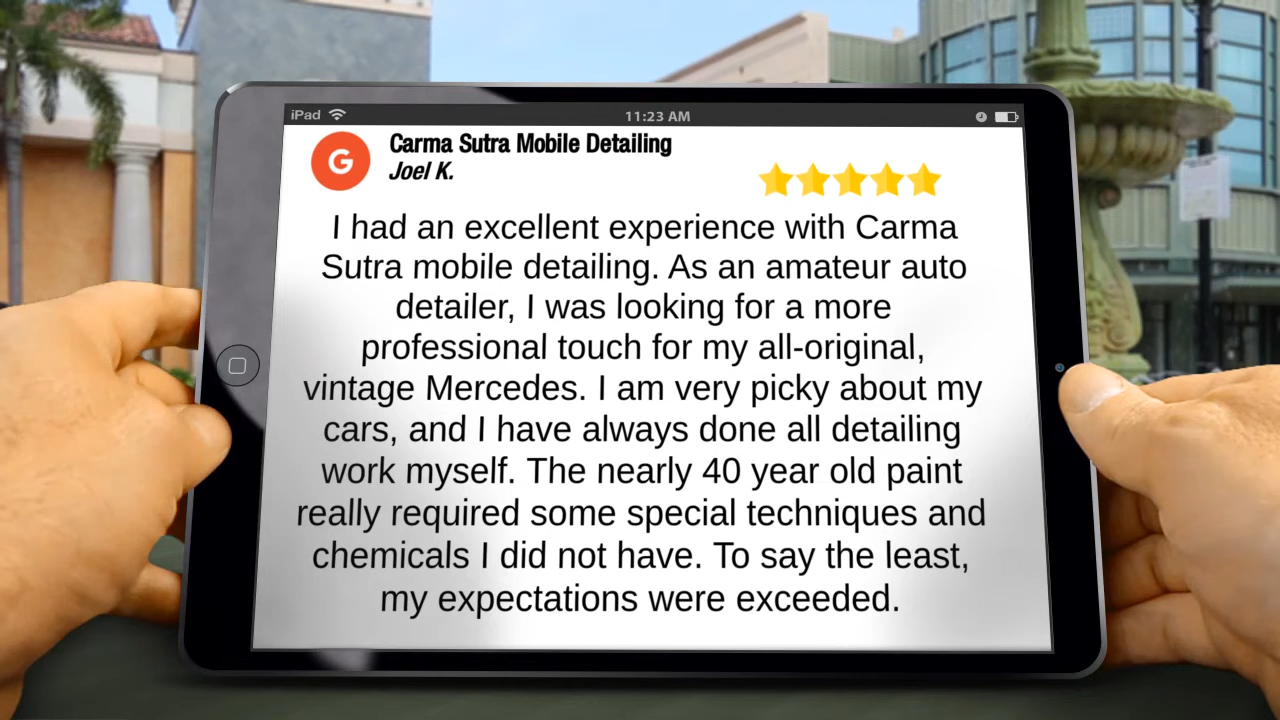 iPad
11:23 AM
G
Carma Sutra Mobile Detailing
Joel K.
I had an excellent experience with Carma
Sutra mobile detailing. As an amateur auto
detailer, I was looking for a more
professional touch for my all-original,
vintage Mercedes. I am very picky about my
cars, and I have always done all detailing
work myself. The nearly 40 year old paint
really required some special techniques and
chemicals I did not have. To say the least,
my expectations were exceeded.